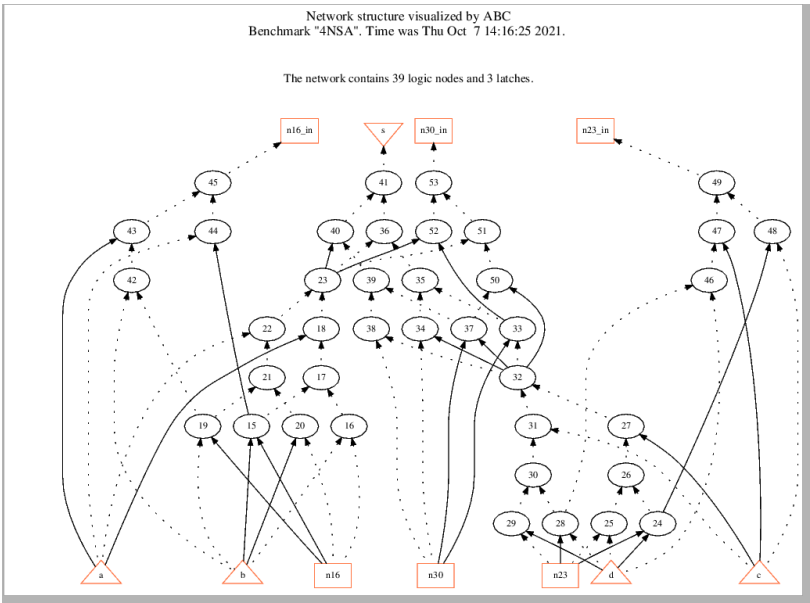 Network structure visualized by ABC
Benchmark "4NSA". Time was Thu Oct  7 14:16:25 2021.
The network contains 39 logic nodes and 3 latches.
n16_in s n30_in n23_in
45 41 53 49
43 44 40 36 52 51 47 48
42 23 39 35 50 46
22 18 38 34 37 33
21 17 32
19 15 20 16 31 27
30 26
29 28 25 24
a b n16 n30 n23 d c